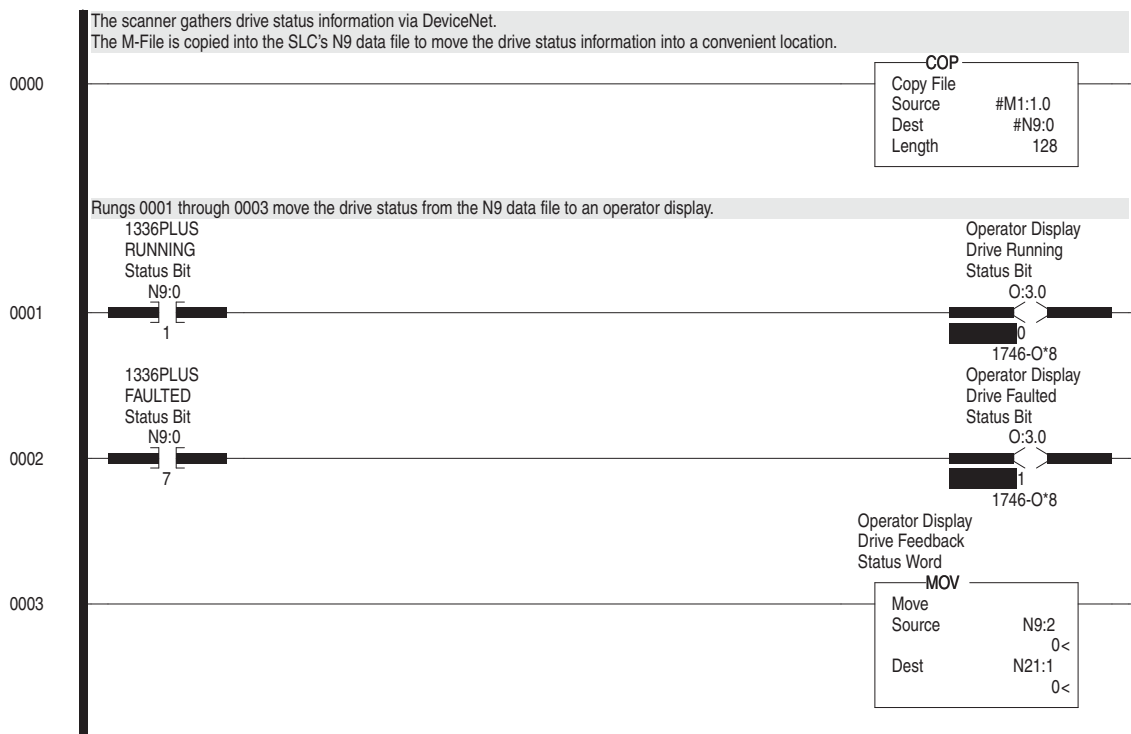 The scanner gathers drive status information via DeviceNet.
The M-File is copied into the SLC's N9 data file to move the drive status information into a convenient location.
0000
COP
Copy File
Source #M1:1.0
Dest #N9:0
Length 128
Rungs 0001 through 0003 move the drive status from the N9 data file to an operator display.
1336PLUS
RUNNING
Status Bit
N9:0
1
Operator Display
Drive Running
Status Bit
O:3.0
0
1746-O*8
0001
1336PLUS
FAULTED
Status Bit
N9:0
7
Operator Display
Drive Faulted
Status Bit
O:3.0
1
1746-O*8
0002
Operator Display
Drive Feedback
Status Word
0003
MOV
Move
Source N9:2
0<
Dest N21:1
0<